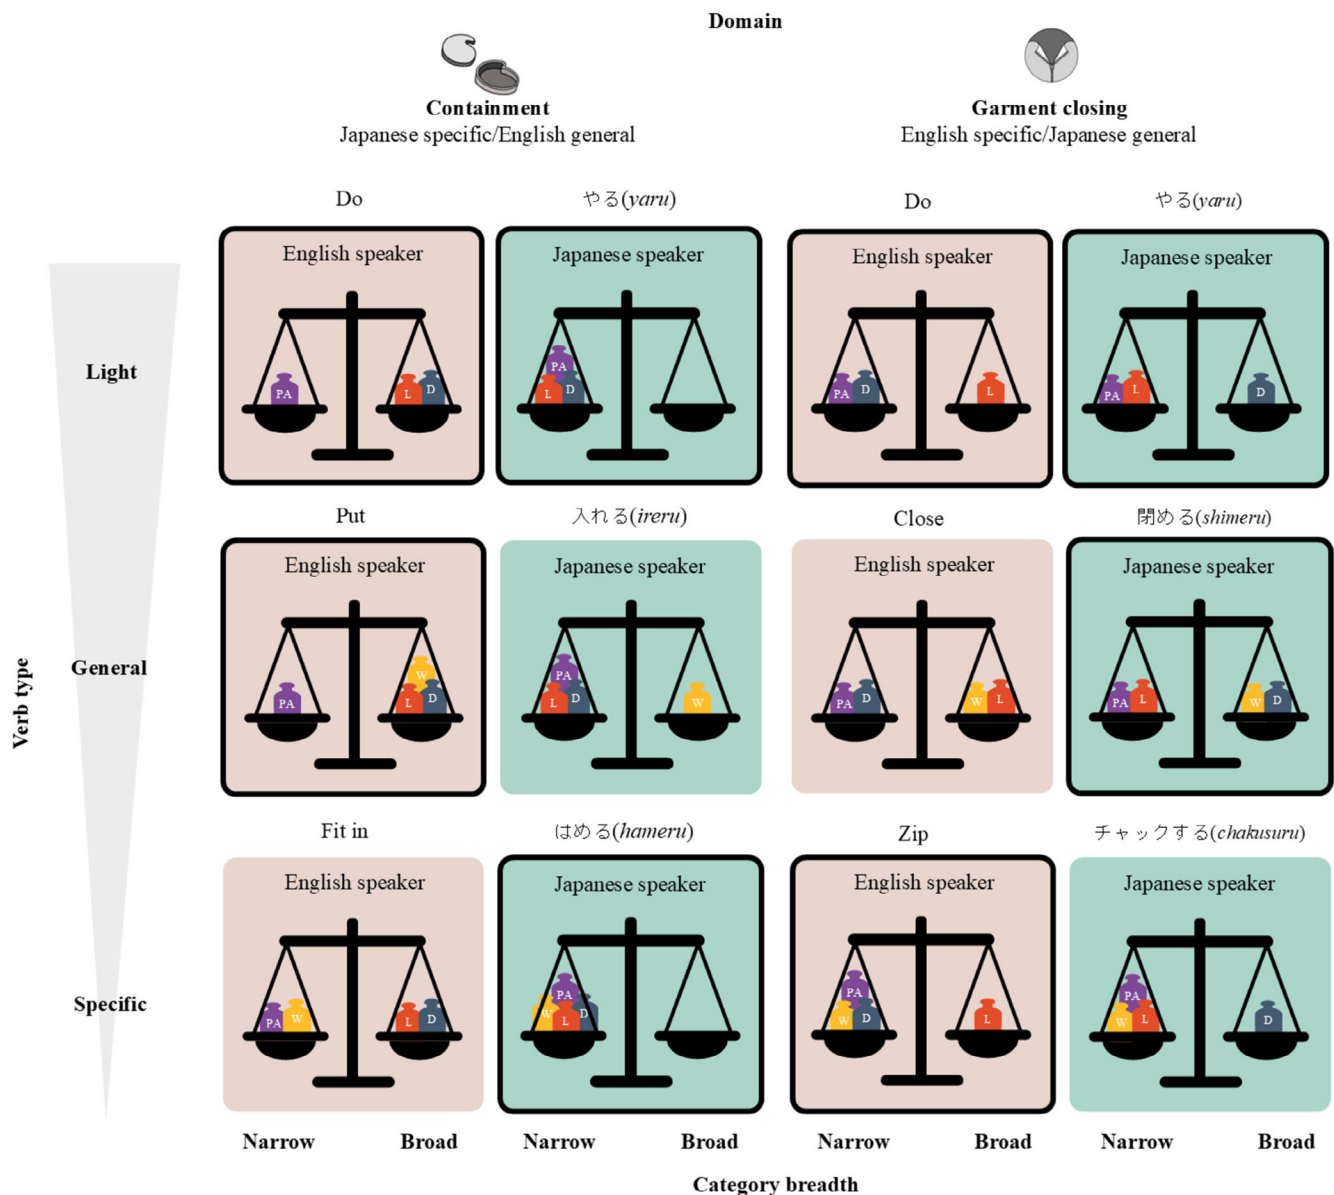 Domain
Containment
Japanese specific/English general
Garment closing
English specific/Japanese general
Do
やる(yaru)
Do
やる(yaru)
English speaker
PA
L
D
Japanese speaker
PA
L
D
English speaker
PA
D
L
Japanese speaker
PA
L
D
Light
Put
入れる(ireru)
Close
閉める(shimeru)
English speaker
PA
W
L
D
Japanese speaker
PA
L
D
W
English speaker
PA
D
W
L
Japanese speaker
PA
L
W
D
General
Verb type
Fit in
はめる(hameru)
Zip
チャックする(chakusuru)
English speaker
PA
W
L
D
Japanese speaker
PA
W
L
D
English speaker
PA
W
D
L
Japanese speaker
PA
W
L
D
Specific
Narrow
Broad
Narrow
Broad
Narrow
Broad
Narrow
Broad
Category breadth